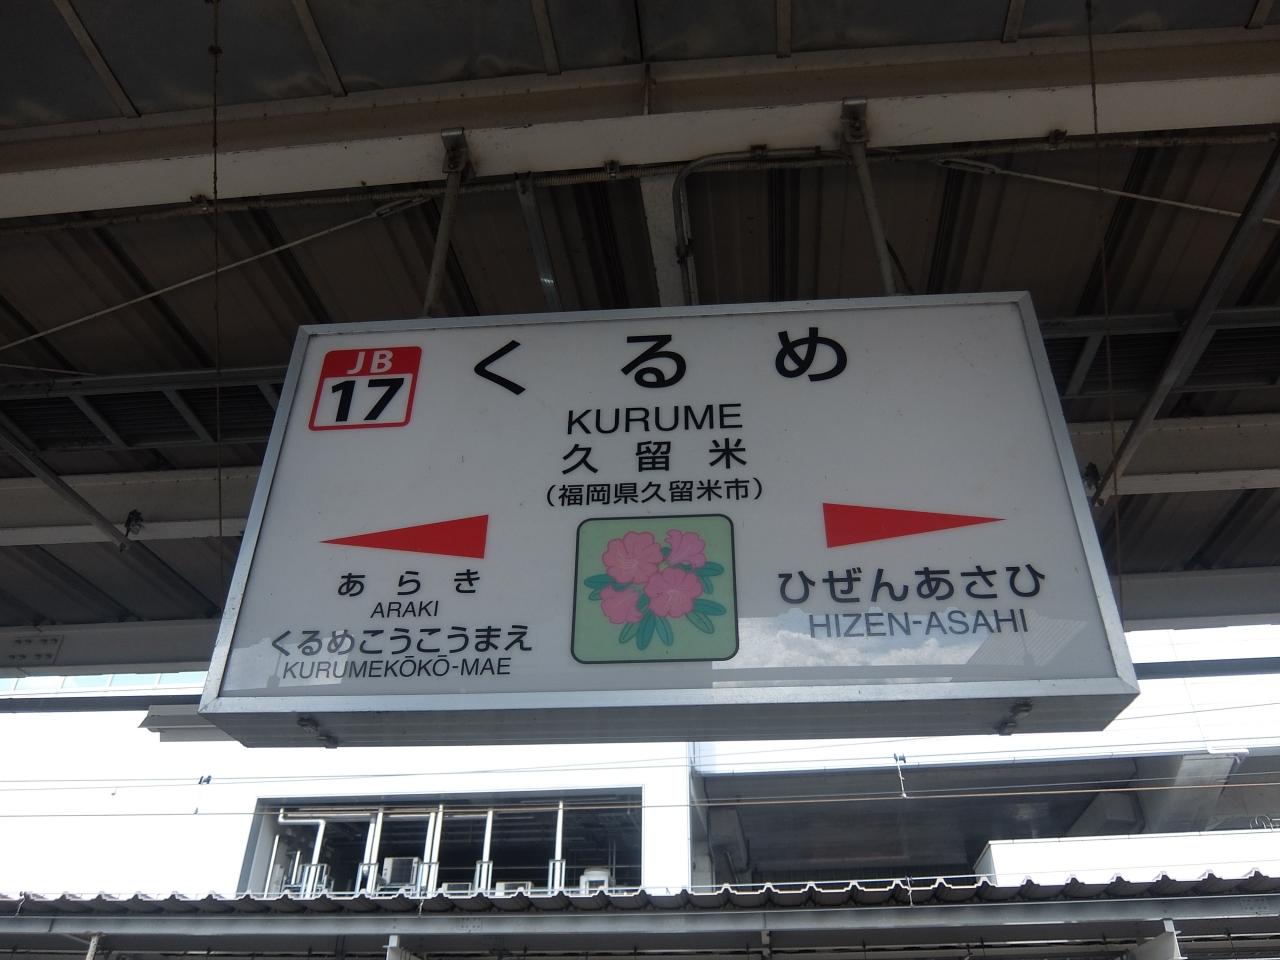 JB
17
くるめ
KURUME
久留米
(福岡県久留米市)
あらき
ARAKI
くるめこうこうまえ
KURUMEKŌKŌ-MAE
ひぜんあさひ
HIZEN-ASAHI